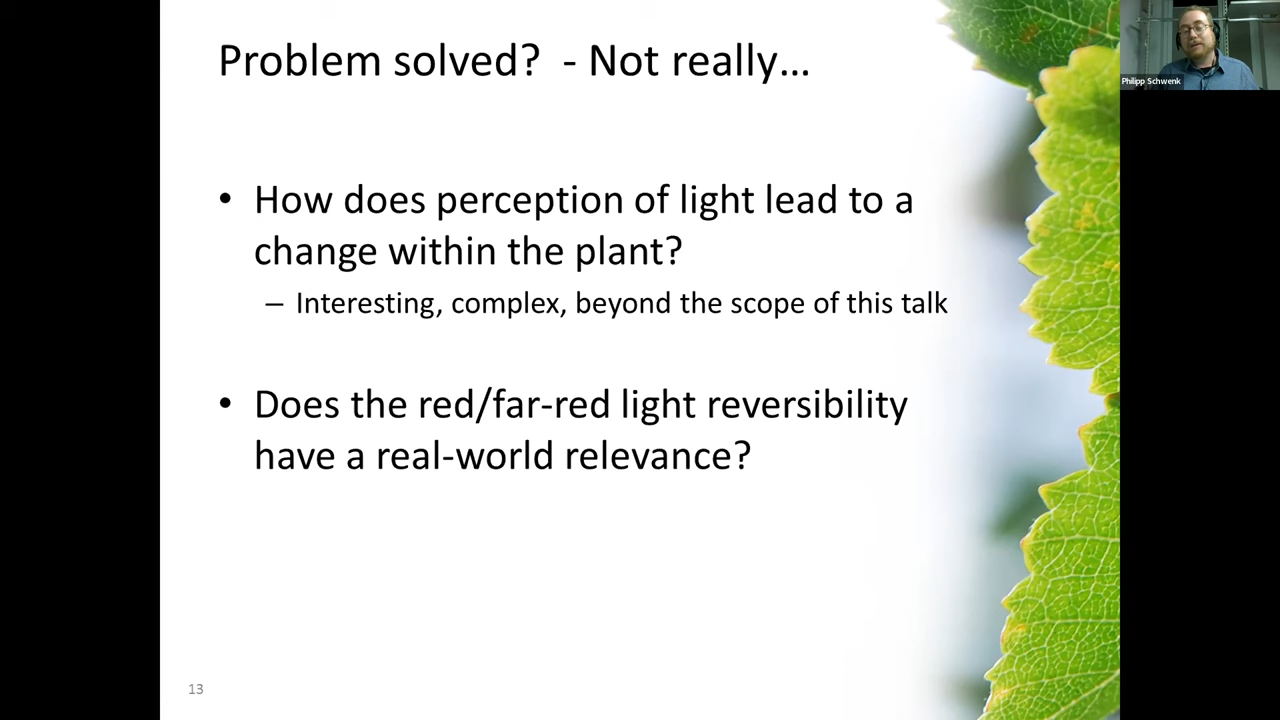 Problem solved?  - Not really…
Philipp Schwenk
• How does perception of light lead to a
change within the plant?
– Interesting, complex, beyond the scope of this talk
• Does the red/far-red light reversibility
have a real-world relevance?
13